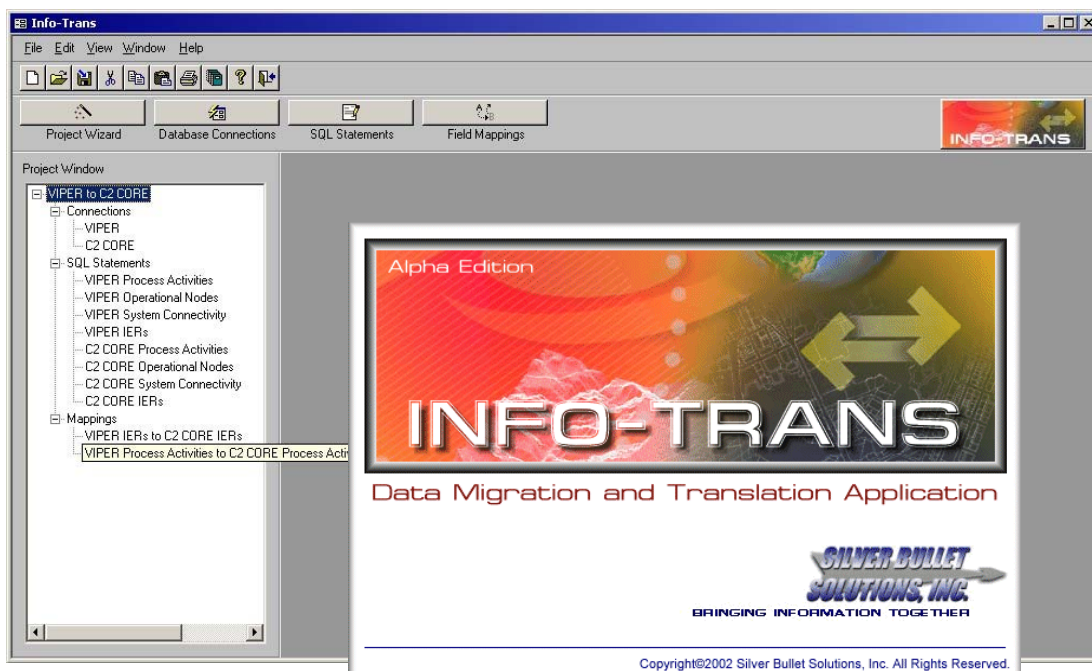 Info-Trans
File Edit View Window Help
Project Wizard Database Connections SQL Statements Field Mappings
INFO-TRANS
Project Window
VIPER to C2 CORE
Connections
VIPER
C2 CORE
SQL Statements
VIPER Process Activities
VIPER Operational Nodes
VIPER System Connectivity
VIPER IERs
C2 CORE Process Activities
C2 CORE Operational Nodes
C2 CORE System Connectivity
C2 CORE IERs
Mappings
VIPER IERs to C2 CORE IERs
VIPER Process Activities to C2 CORE Process Activ
Alpha Edition
INFO-TRANS
Data Migration and Translation Application
SILVER BULLET
SOLUTIONS, INC.
BRINGING INFORMATION TOGETHER
Copyright©2002 Silver Bullet Solutions, Inc. All Rights Reserved.